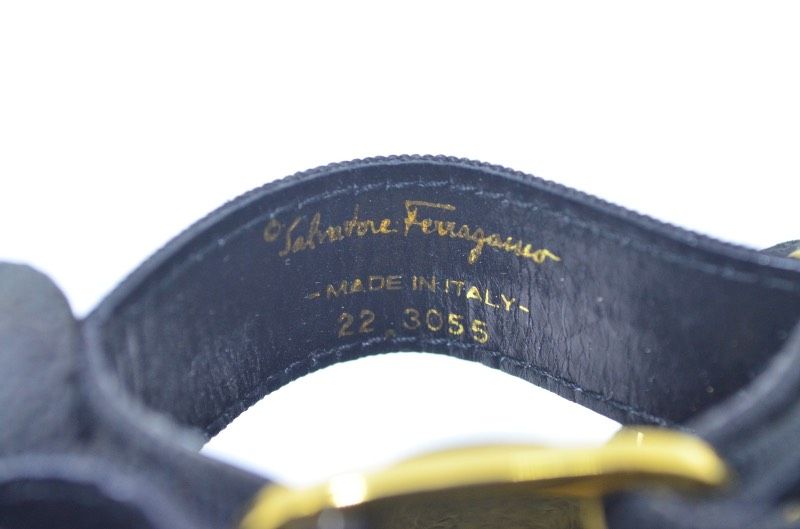 ©Salvatore Ferragamo
-MADE IN ITALY-
22,3055